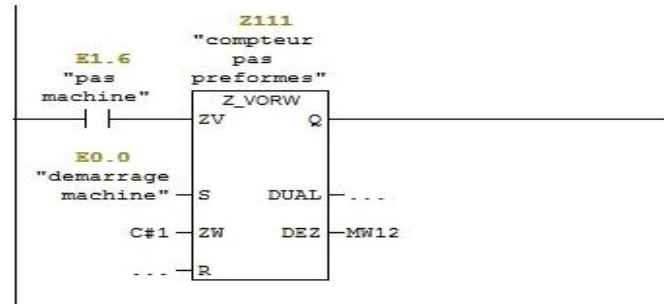 Z111
"compteur
pas
preformes"
E1.6
"pas
machine"
Z_VORW
ZV Q
E0.0
"demarrage
machine" S DUAL ...
C#1 ZW DEZ MW12
... R